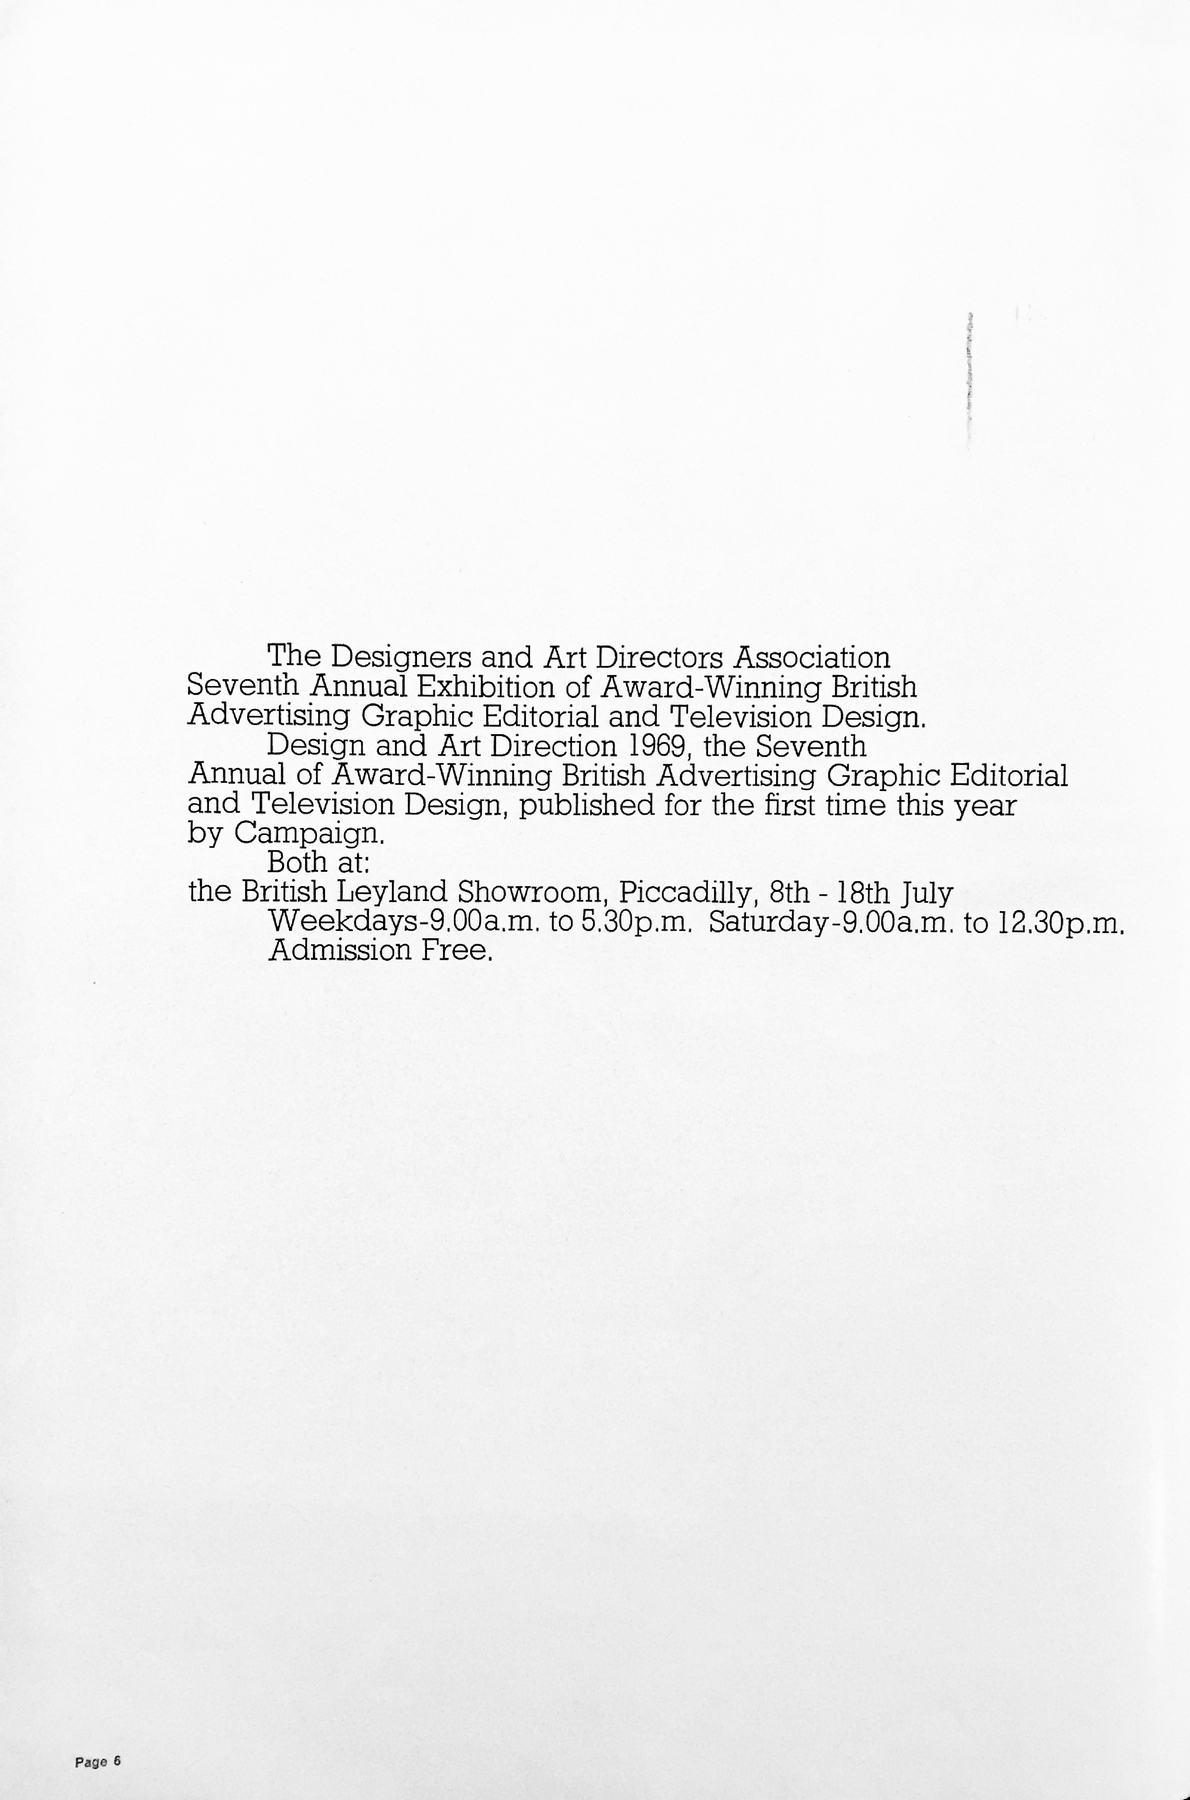 The Designers and Art Directors Association
Seventh Annual Exhibition of Award-Winning British
Advertising Graphic Editorial and Television Design.
Design and Art Direction 1969, the Seventh
Annual of Award-Winning British Advertising Graphic Editorial
and Television Design, published for the first time this year
by Campaign.
Both at:
the British Leyland Showroom, Piccadilly, 8th - 18th July
Weekdays-9.00a.m. to 5.30p.m. Saturday-9.00a.m. to 12.30p.m.
Admission Free.
Page 6